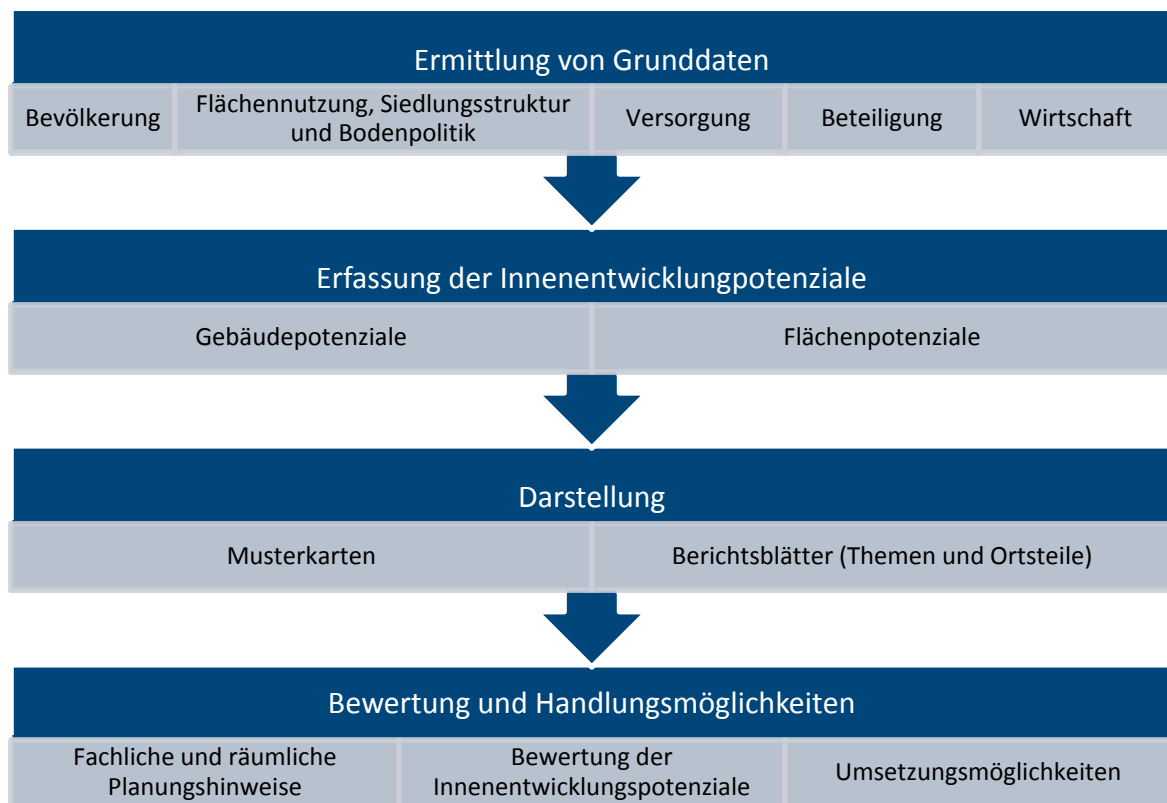 Ermittlung von Grunddaten
Bevölkerung
Flächennutzung, Siedlungsstruktur
und Bodenpolitik
Versorgung
Beteiligung
Wirtschaft
Erfassung der Innenentwicklungpotenziale
Gebäudepotenziale
Flächenpotenziale
Darstellung
Musterkarten
Berichtsblätter (Themen und Ortsteile)
Bewertung und Handlungsmöglichkeiten
Fachliche und räumliche
Planungshinweise
Bewertung der
Innenentwicklungspotenziale
Umsetzungsmöglichkeiten